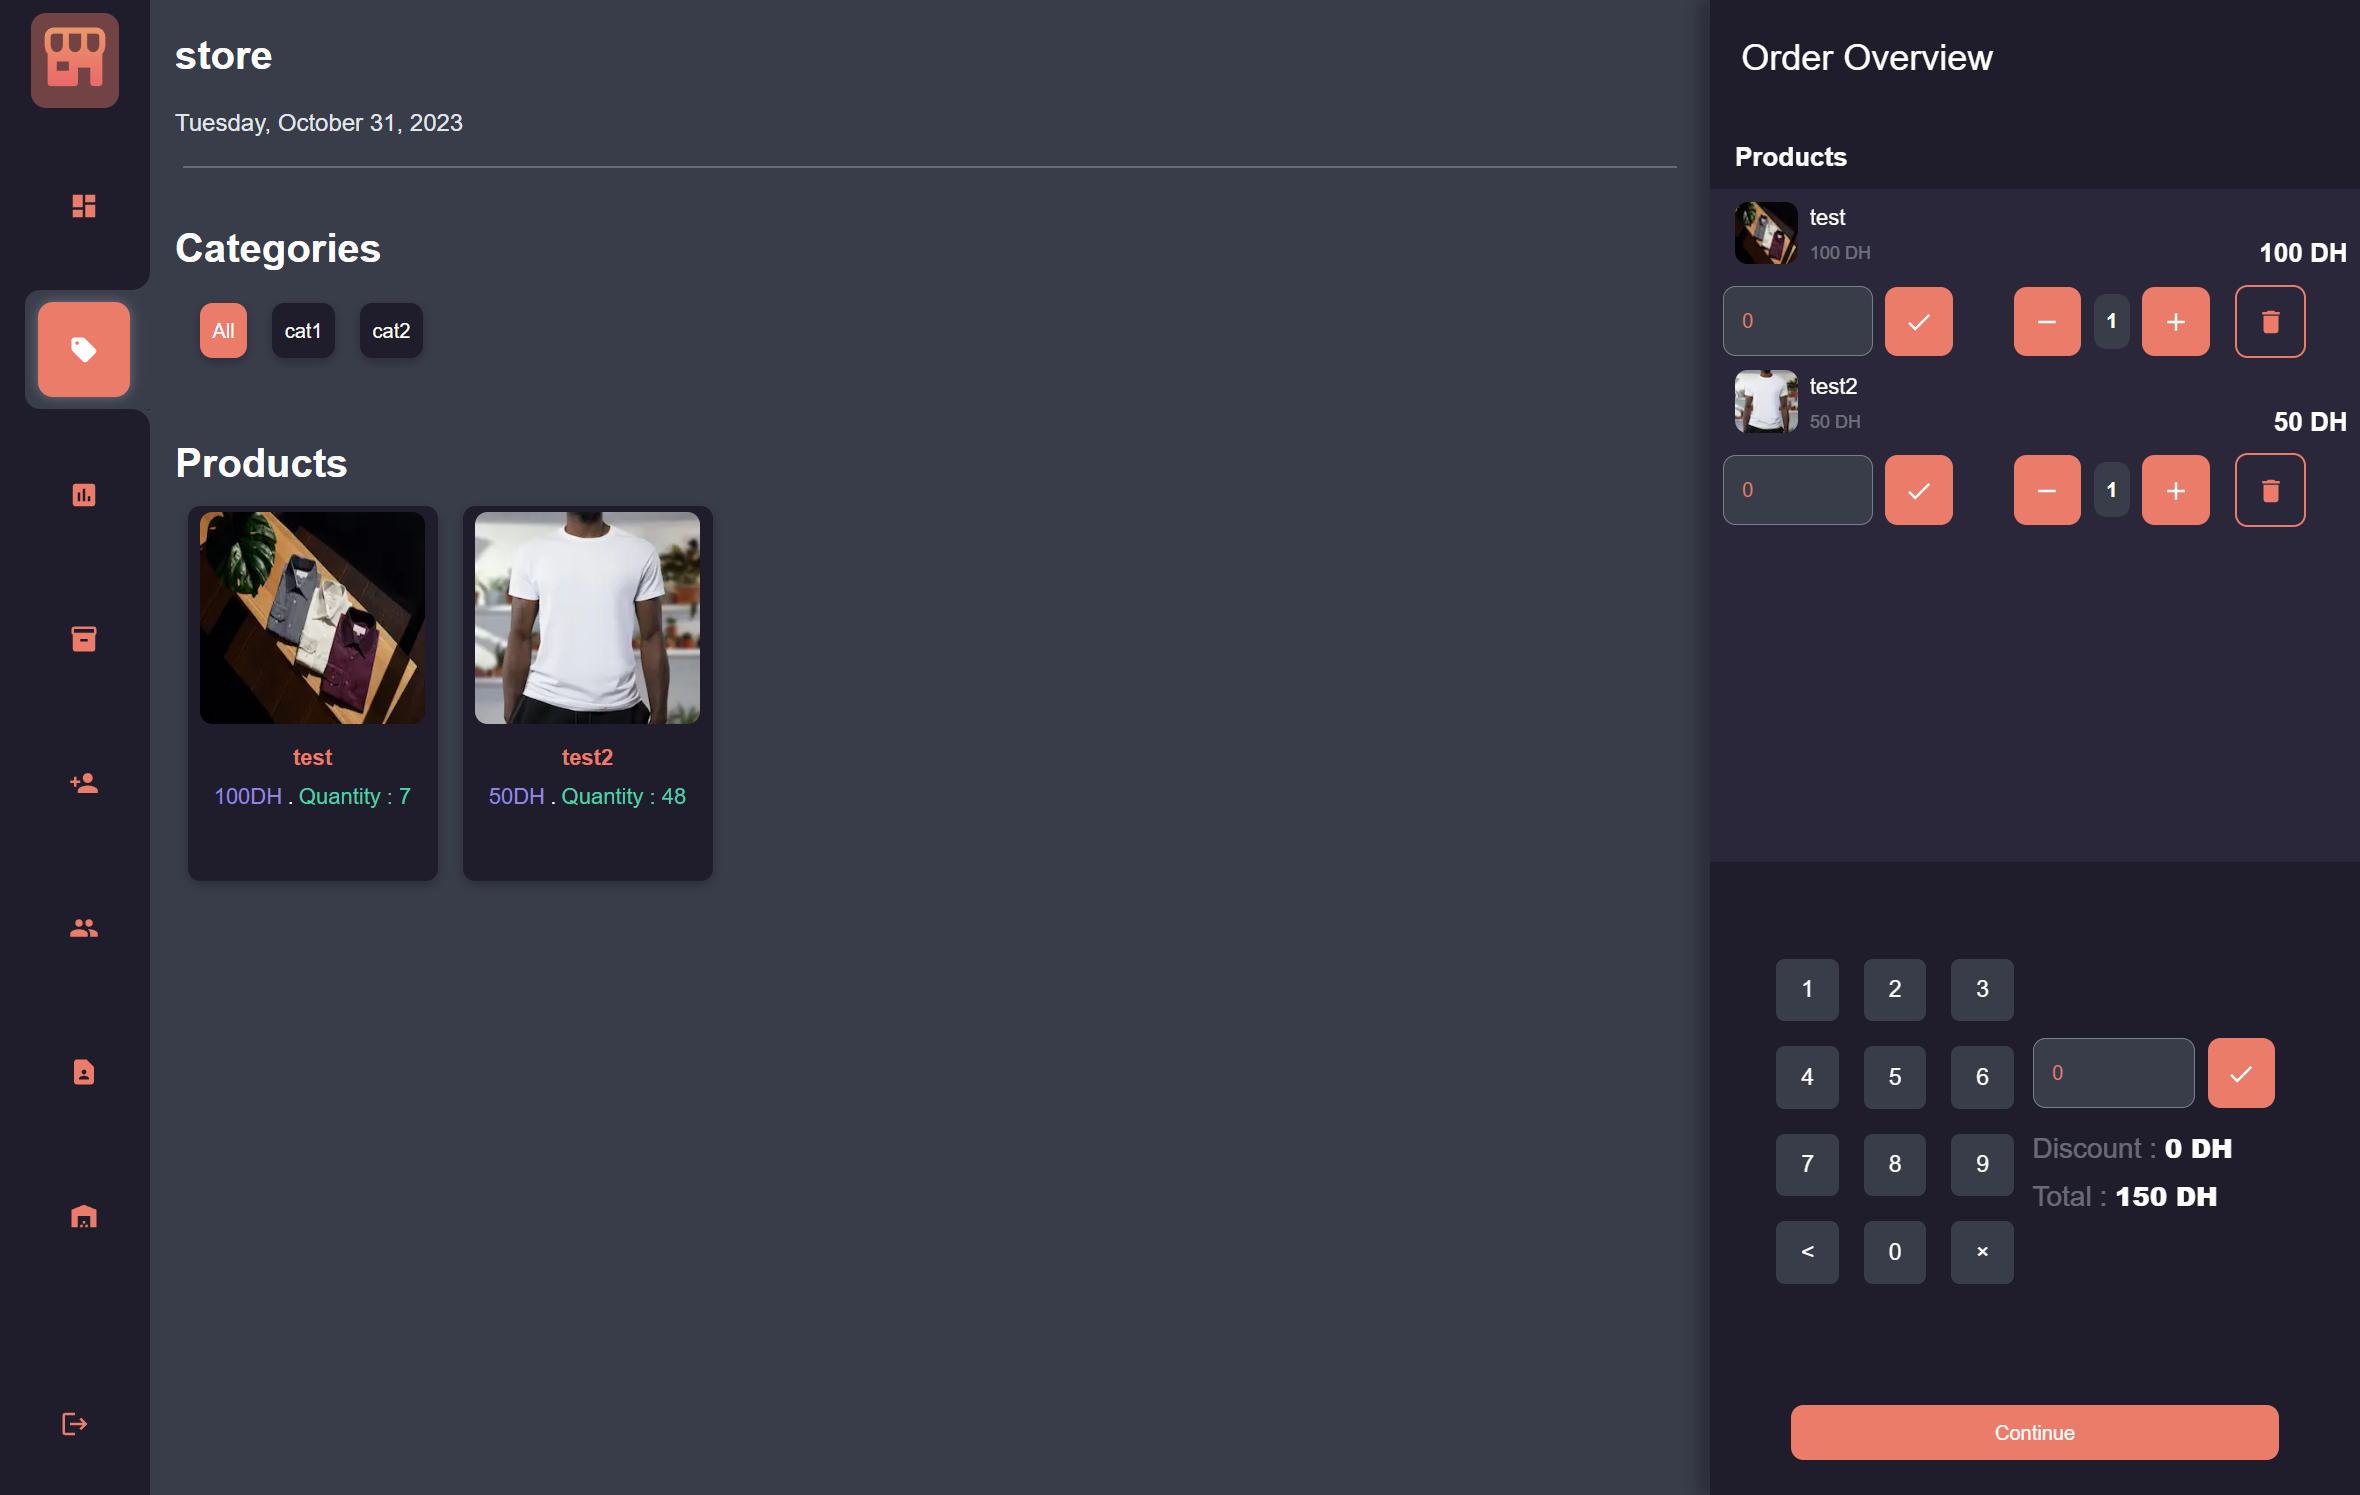 store
Tuesday, October 31, 2023
Categories
All cat1 cat2
Products
test
100DH . Quantity : 7
test2
50DH . Quantity : 48
Order Overview
Products
test
100 DH
100 DH
0 1
test2
50 DH
50 DH
0 1
1 2 3
4 5 6
7 8 9
< 0 ×
0
Discount : 0 DH
Total : 150 DH
Continue